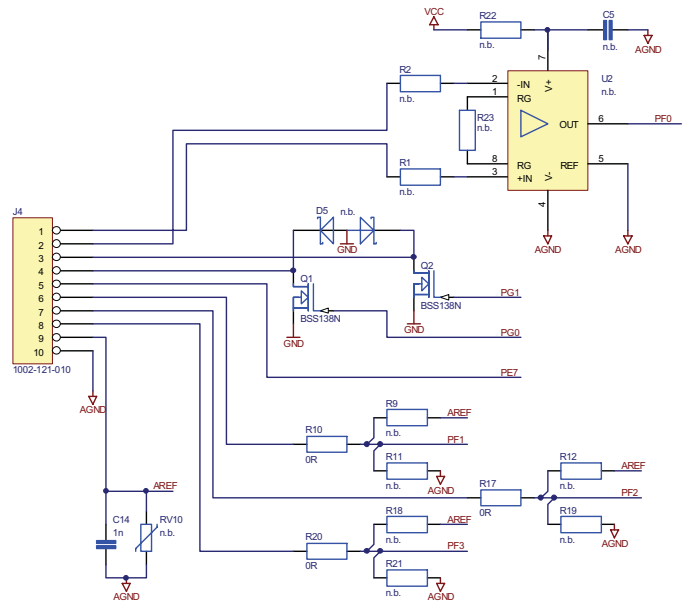 VCC
R22
n.b.
C5
n.b.
AGND
7
V+
U2
n.b.
R2
n.b.
2
-IN
1
RG
R23
n.b.
OUT
6
PF0
8
RG
REF
5
R1
n.b.
3
+IN
V-
4
AGND
AGND
J4
1
2
3
4
5
6
7
8
9
10
1002-121-010
AGND
D5
n.b.
GND
Q1
BSS138N
GND
Q2
BSS138N
GND
PG1
PG0
PE7
R9
n.b.
AREF
R10
0R
PF1
R11
n.b.
AGND
R12
n.b.
AREF
R17
0R
PF2
R19
n.b.
AGND
R18
n.b.
AREF
R20
0R
PF3
R21
n.b.
AGND
AREF
C14
1n
RV10
n.b.
AGND